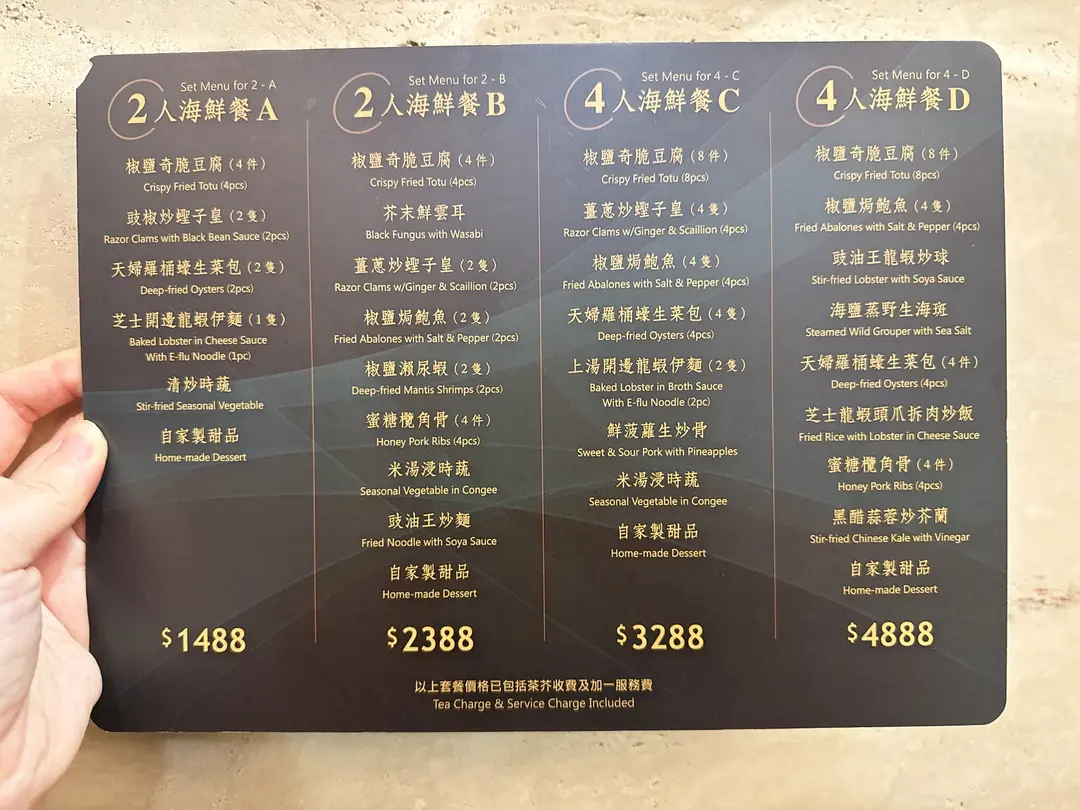 Set Menu for 2 - A
2人海鮮餐A
椒鹽奇脆豆腐 (4件)
Crispy Fried Totu (4pcs)
豉椒炒蟶子皇 (2隻)
Razor Clams with Black Bean Sauce (2pcs)
天婦羅桶蠔生菜包 (2隻)
Deep-fried Oysters (2pcs)
芝士開邊龍蝦伊麵 (1隻)
Baked Lobster in Cheese Sauce
With E-flu Noodle (1pc)
清炒時蔬
Stir-fried Seasonal Vegetable
自家製甜品
Home-made Dessert
$1488
Set Menu for 2 - B
2人海鮮餐B
椒鹽奇脆豆腐 (4件)
Crispy Fried Totu (4pcs)
芥末鮮雲耳
Black Fungus with Wasabi
薑蔥炒蟶子皇 (2隻)
Razor Clams w/Ginger & Scaillion (2pcs)
椒鹽焗鮑魚 (2隻)
Fried Abalones with Salt & Pepper (2pcs)
椒鹽瀨尿蝦 (2隻)
Deep-fried Mantis Shrimps (2pcs)
蜜糖欖角骨 (4件)
Honey Pork Ribs (4pcs)
米湯浸時蔬
Seasonal Vegetable in Congee
豉油王炒麵
Fried Noodle with Soya Sauce
自家製甜品
Home-made Dessert
$2388
Set Menu for 4 - C
4人海鮮餐C
椒鹽奇脆豆腐 (8件)
Crispy Fried Totu (8pcs)
薑蔥炒蟶子皇 (4隻)
Razor Clams w/Ginger & Scaillion (4pcs)
椒鹽焗鮑魚 (4隻)
Fried Abalones with Salt & Pepper (4pcs)
天婦羅桶蠔生菜包 (4隻)
Deep-fried Oysters (4pcs)
上湯開邊龍蝦伊麵 (2隻)
Baked Lobster in Broth Sauce
With E-flu Noodle (2pc)
鮮菠蘿生炒骨
Sweet & Sour Pork with Pineapples
米湯浸時蔬
Seasonal Vegetable in Congee
自家製甜品
Home-made Dessert
$3288
Set Menu for 4 - D
4人海鮮餐D
椒鹽奇脆豆腐 (8件)
Crispy Fried Totu (8pcs)
椒鹽焗鮑魚 (4隻)
Fried Abalones with Salt & Pepper (4pcs)
豉油王龍蝦炒球
Stir-fried Lobster with Soya Sauce
海鹽蒸野生海斑
Steamed Wild Grouper with Sea Salt
天婦羅桶蠔生菜包 (4件)
Deep-fried Oysters (4pcs)
芝士龍蝦頭爪拆肉炒飯
Fried Rice with Lobster in Cheese Sauce
蜜糖欖角骨 (4件)
Honey Pork Ribs (4pcs)
黑醋蒜蓉炒芥蘭
Stir-fried Chinese Kale with Vinegar
自家製甜品
Home-made Dessert
$4888
以上套餐價格已包括茶芥收費及加一服務費
Tea Charge & Service Charge Included